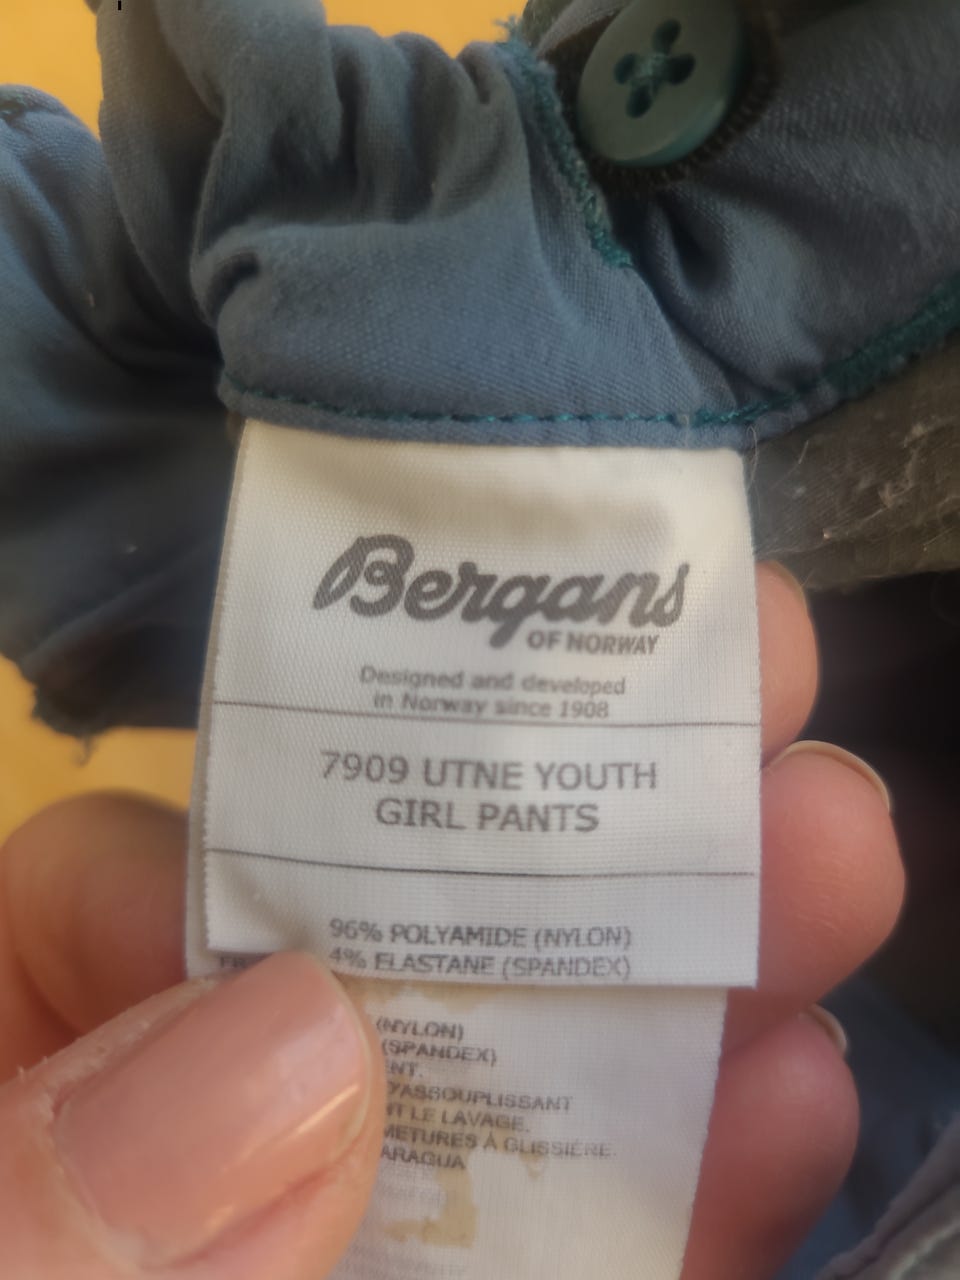 Bergans
OF NORWAY
Designed and developed
in Norway since 1908
7909 UTNE YOUTH
GIRL PANTS
96% POLYAMIDE (NYLON)
4% ELASTANE (SPANDEX)
(NYLON)
(SPANDEX)
ENT.
D'ASSOUPLISSANT
NT LE LAVAGE.
METURES À GLISSIÈRE.
ARAGUA